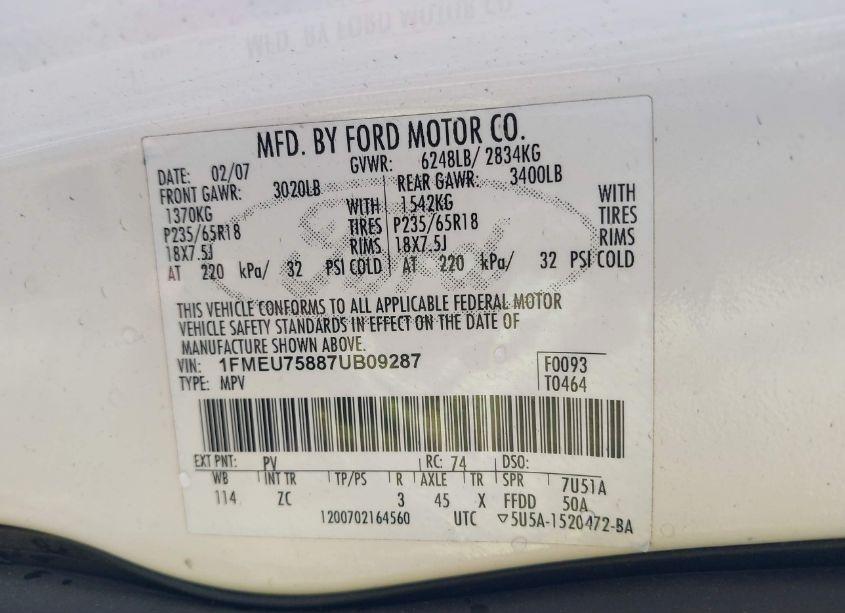 MFD. BY FORD MOTOR CO.
DATE: 02/07 GVWR: 6248LB/ 2834KG
FRONT GAWR: 3020LB REAR GAWR: 3400LB
1370KG WITH 1542KG WITH
P235/65R18 TIRES P235/65R18 TIRES
18X7.5J RIMS 18X7.5J RIMS
AT 220 kPa/ 32 PSI COLD AT 220 kPa/ 32 PSI COLD
THIS VEHICLE CONFORMS TO ALL APPLICABLE FEDERAL MOTOR
VEHICLE SAFETY STANDARDS IN EFFECT ON THE DATE OF
MANUFACTURE SHOWN ABOVE.
VIN: 1FMEU75887UB09287 F0093
TYPE: MPV T0464
EXT PNT: PV RC: 74 DSO:
WB INT TR TP/PS R AXLE TR SPR 7U51A
114 ZC 3 45 X FFDD 50A
1200702164560 UTC ▽5U5A-1520472-BA
Ford